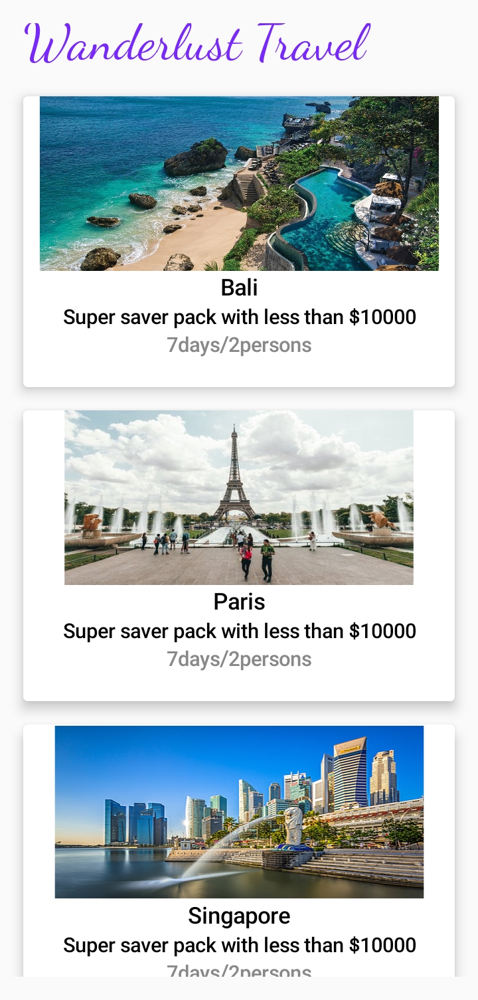 Wanderlust Travel
Bali
Super saver pack with less than $10000
7days/2persons
Paris
Super saver pack with less than $10000
7days/2persons
Singapore
Super saver pack with less than $10000
7days/2persons